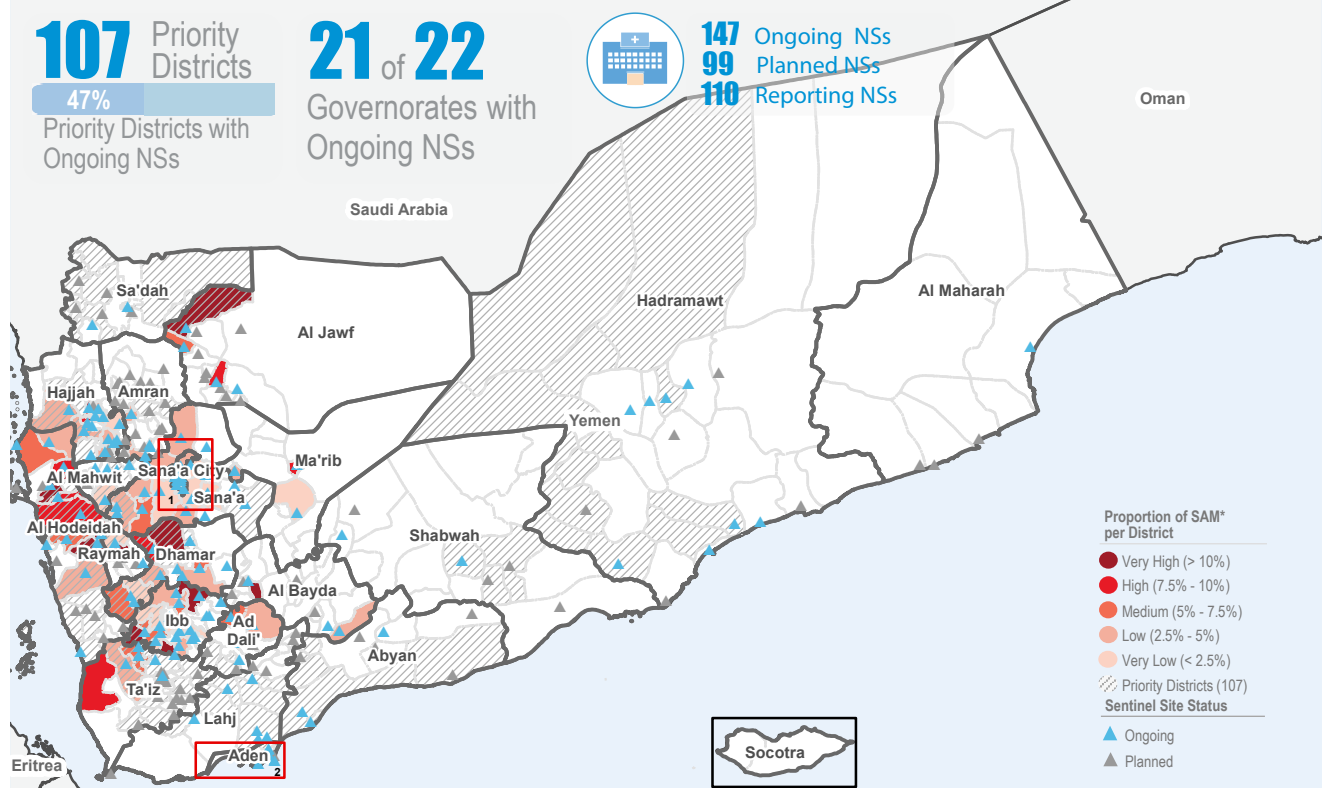 107 Priority Districts
47%
Priority Districts with
Ongoing NSs
21 of 22
Governorates with
Ongoing NSs
147 Ongoing NSs
99 Planned NSs
110 Reporting NSs
Oman
Saudi Arabia
Sa'dah
Al Jawf
Hadramawt
Al Maharah
Hajjah
Amran
Yemen
Ma'rib
Al Mahwit
Sana'a City
1
Sana'a
Al Hodeidah
Raymah
Dhamar
Shabwah
Al Bayda
Ibb
Ad
Dali'
Abyan
Ta'iz
Lahj
Aden
2
Eritrea
Socotra
Proportion of SAM*
per District
Very High (> 10%)
High (7.5% - 10%)
Medium (5% - 7.5%)
Low (2.5% - 5%)
Very Low (< 2.5%)
Priority Districts (107)
Sentinel Site Status
Ongoing
Planned